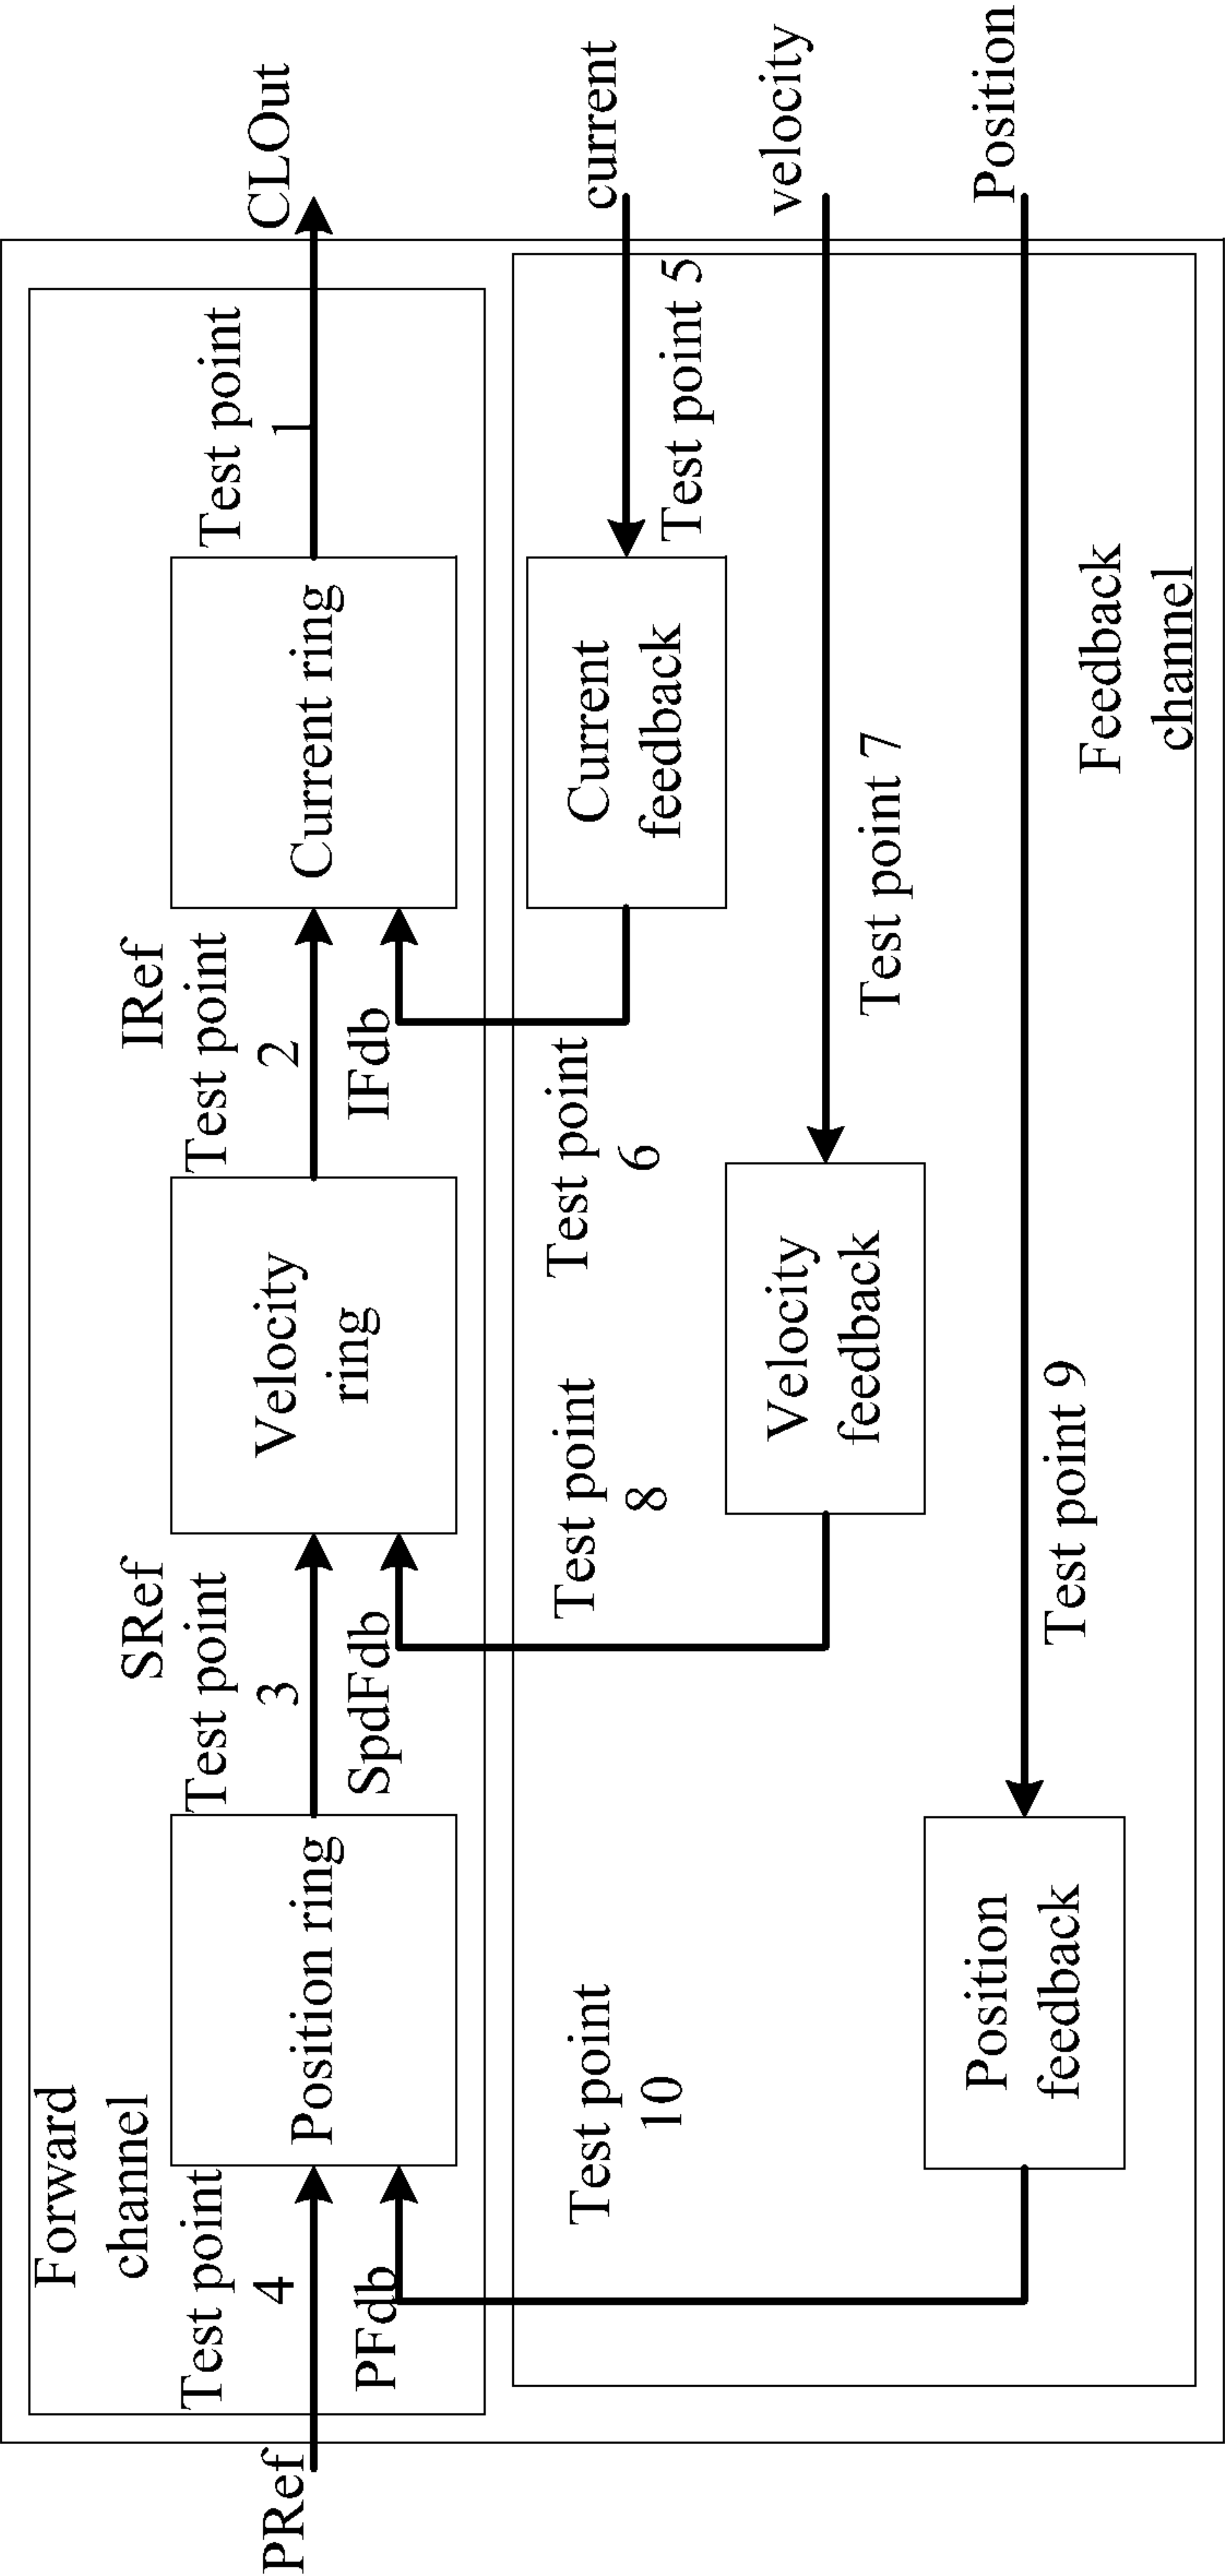 Forward
channel
PRef
Test point
4
PFdb
Position ring
SRef
Test point
3
SpdFdb
Velocity
ring
IRef
Test point
2
IFdb
Current ring
Test point
1
CLOut
Test point
10
Test point
8
Test point
6
Current
feedback
Test point 5
current
Velocity
feedback
Test point 7
velocity
Position
feedback
Test point 9
Position
Feedback
channel